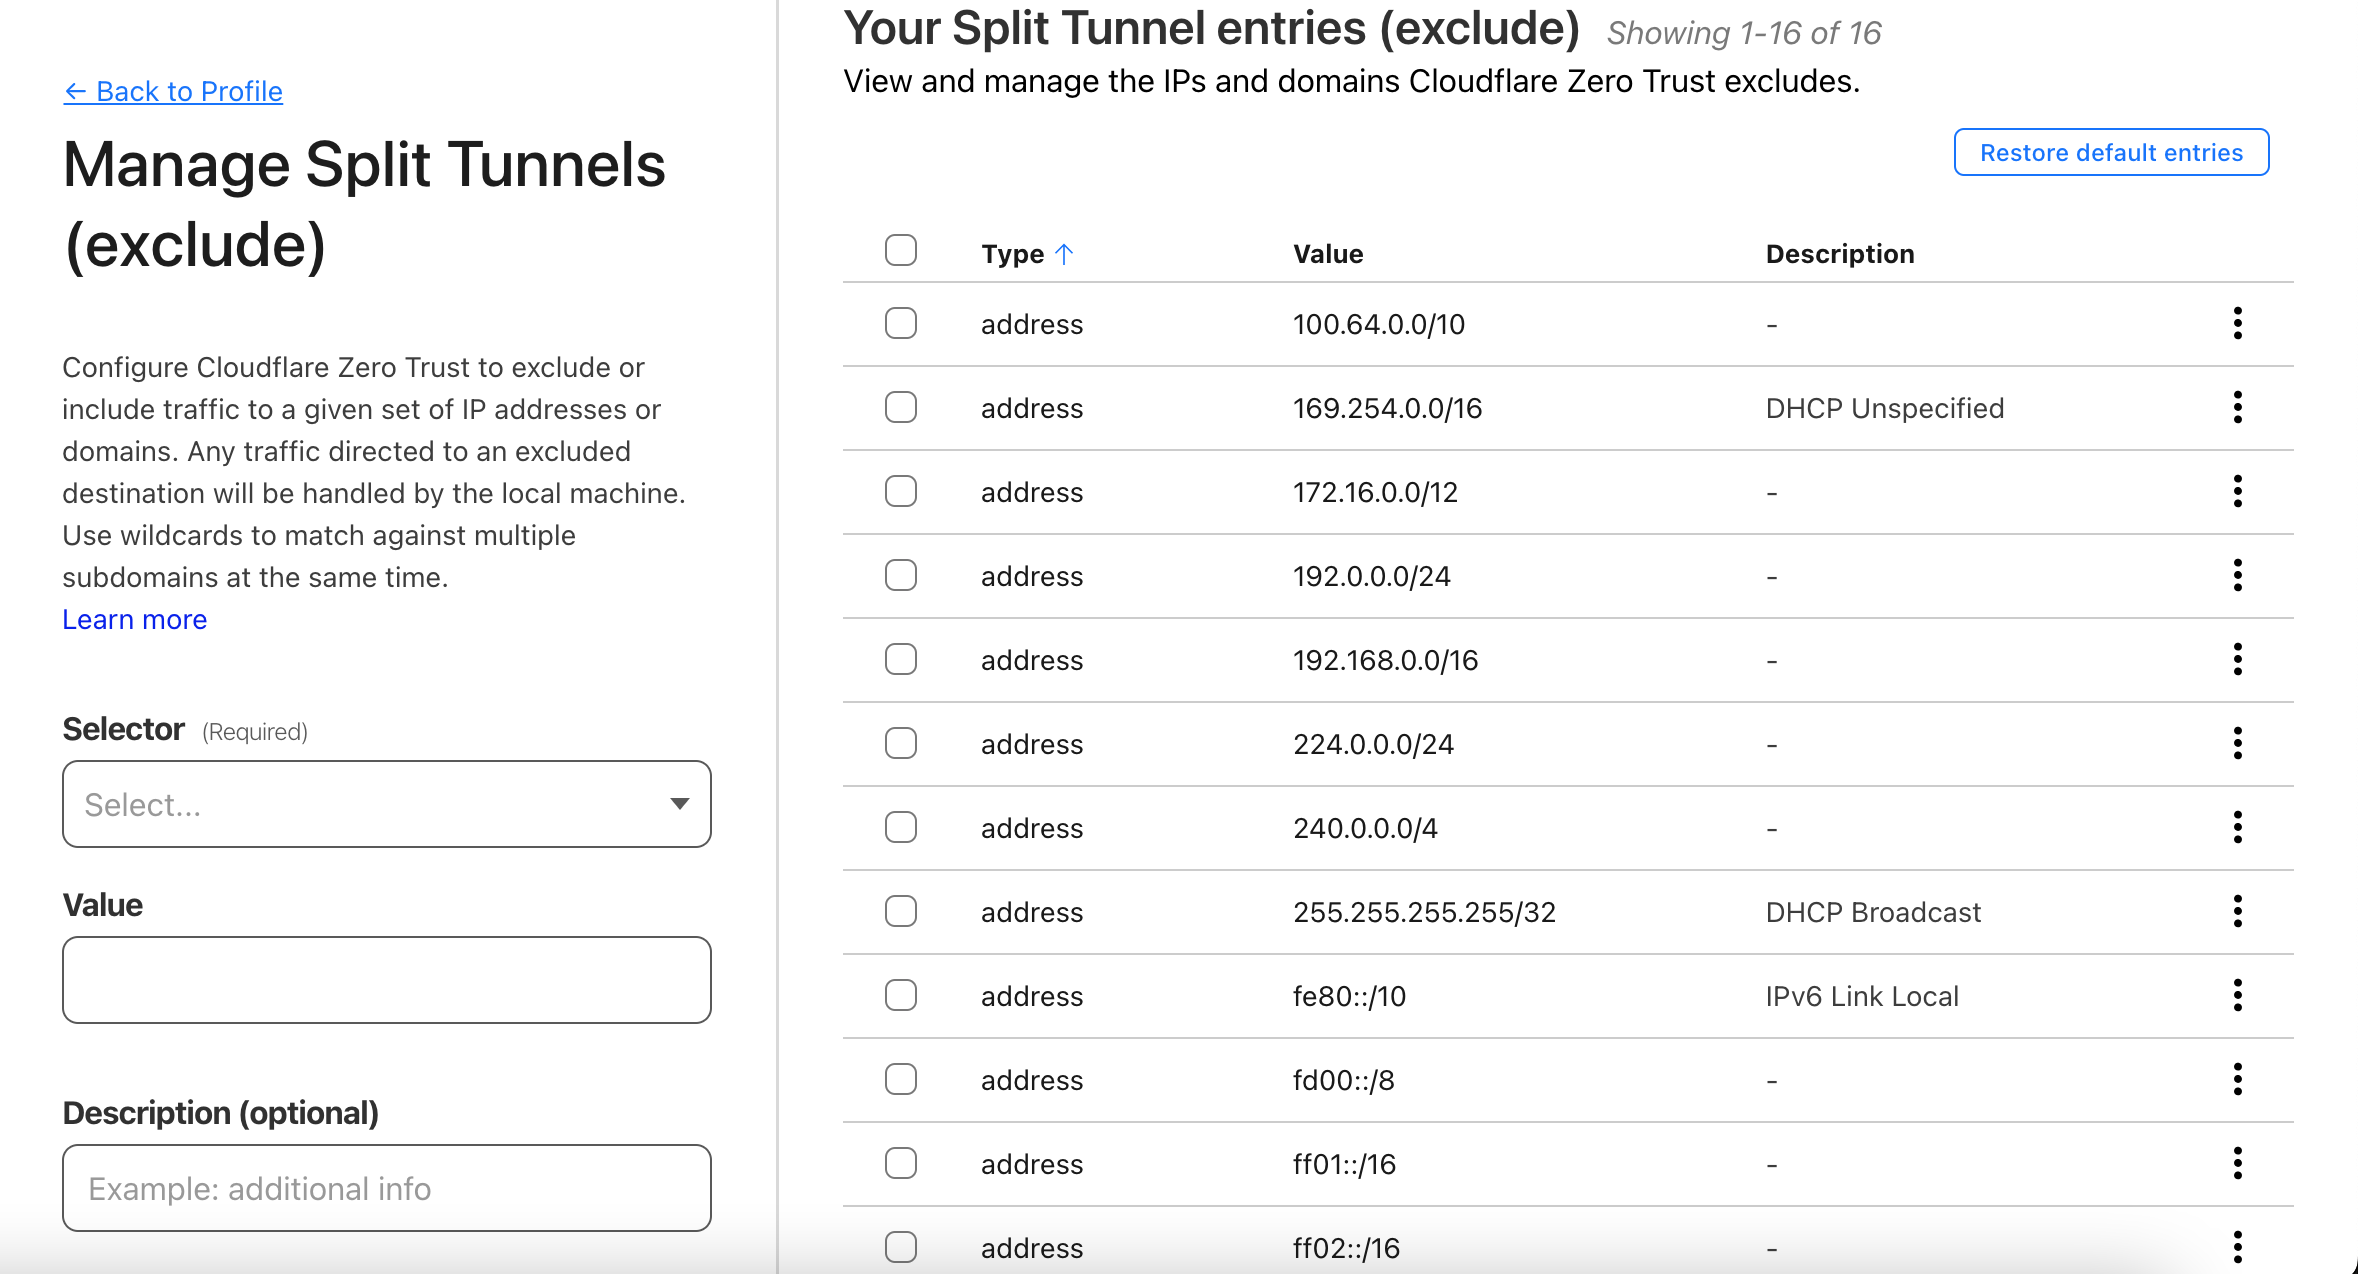 ← Back to Profile
Manage Split Tunnels
(exclude)
Configure Cloudflare Zero Trust to exclude or
include traffic to a given set of IP addresses or
domains. Any traffic directed to an excluded
destination will be handled by the local machine.
Use wildcards to match against multiple
subdomains at the same time.
Learn more
Selector (Required)
Select...
Value
Description (optional)
Example: additional info
Your Split Tunnel entries (exclude) Showing 1-16 of 16
View and manage the IPs and domains Cloudflare Zero Trust excludes.
Restore default entries
Type ↑ Value Description
address 100.64.0.0/10 -
address 169.254.0.0/16 DHCP Unspecified
address 172.16.0.0/12 -
address 192.0.0.0/24 -
address 192.168.0.0/16 -
address 224.0.0.0/24 -
address 240.0.0.0/4 -
address 255.255.255.255/32 DHCP Broadcast
address fe80::/10 IPv6 Link Local
address fd00::/8 -
address ff01::/16 -
address ff02::/16 -